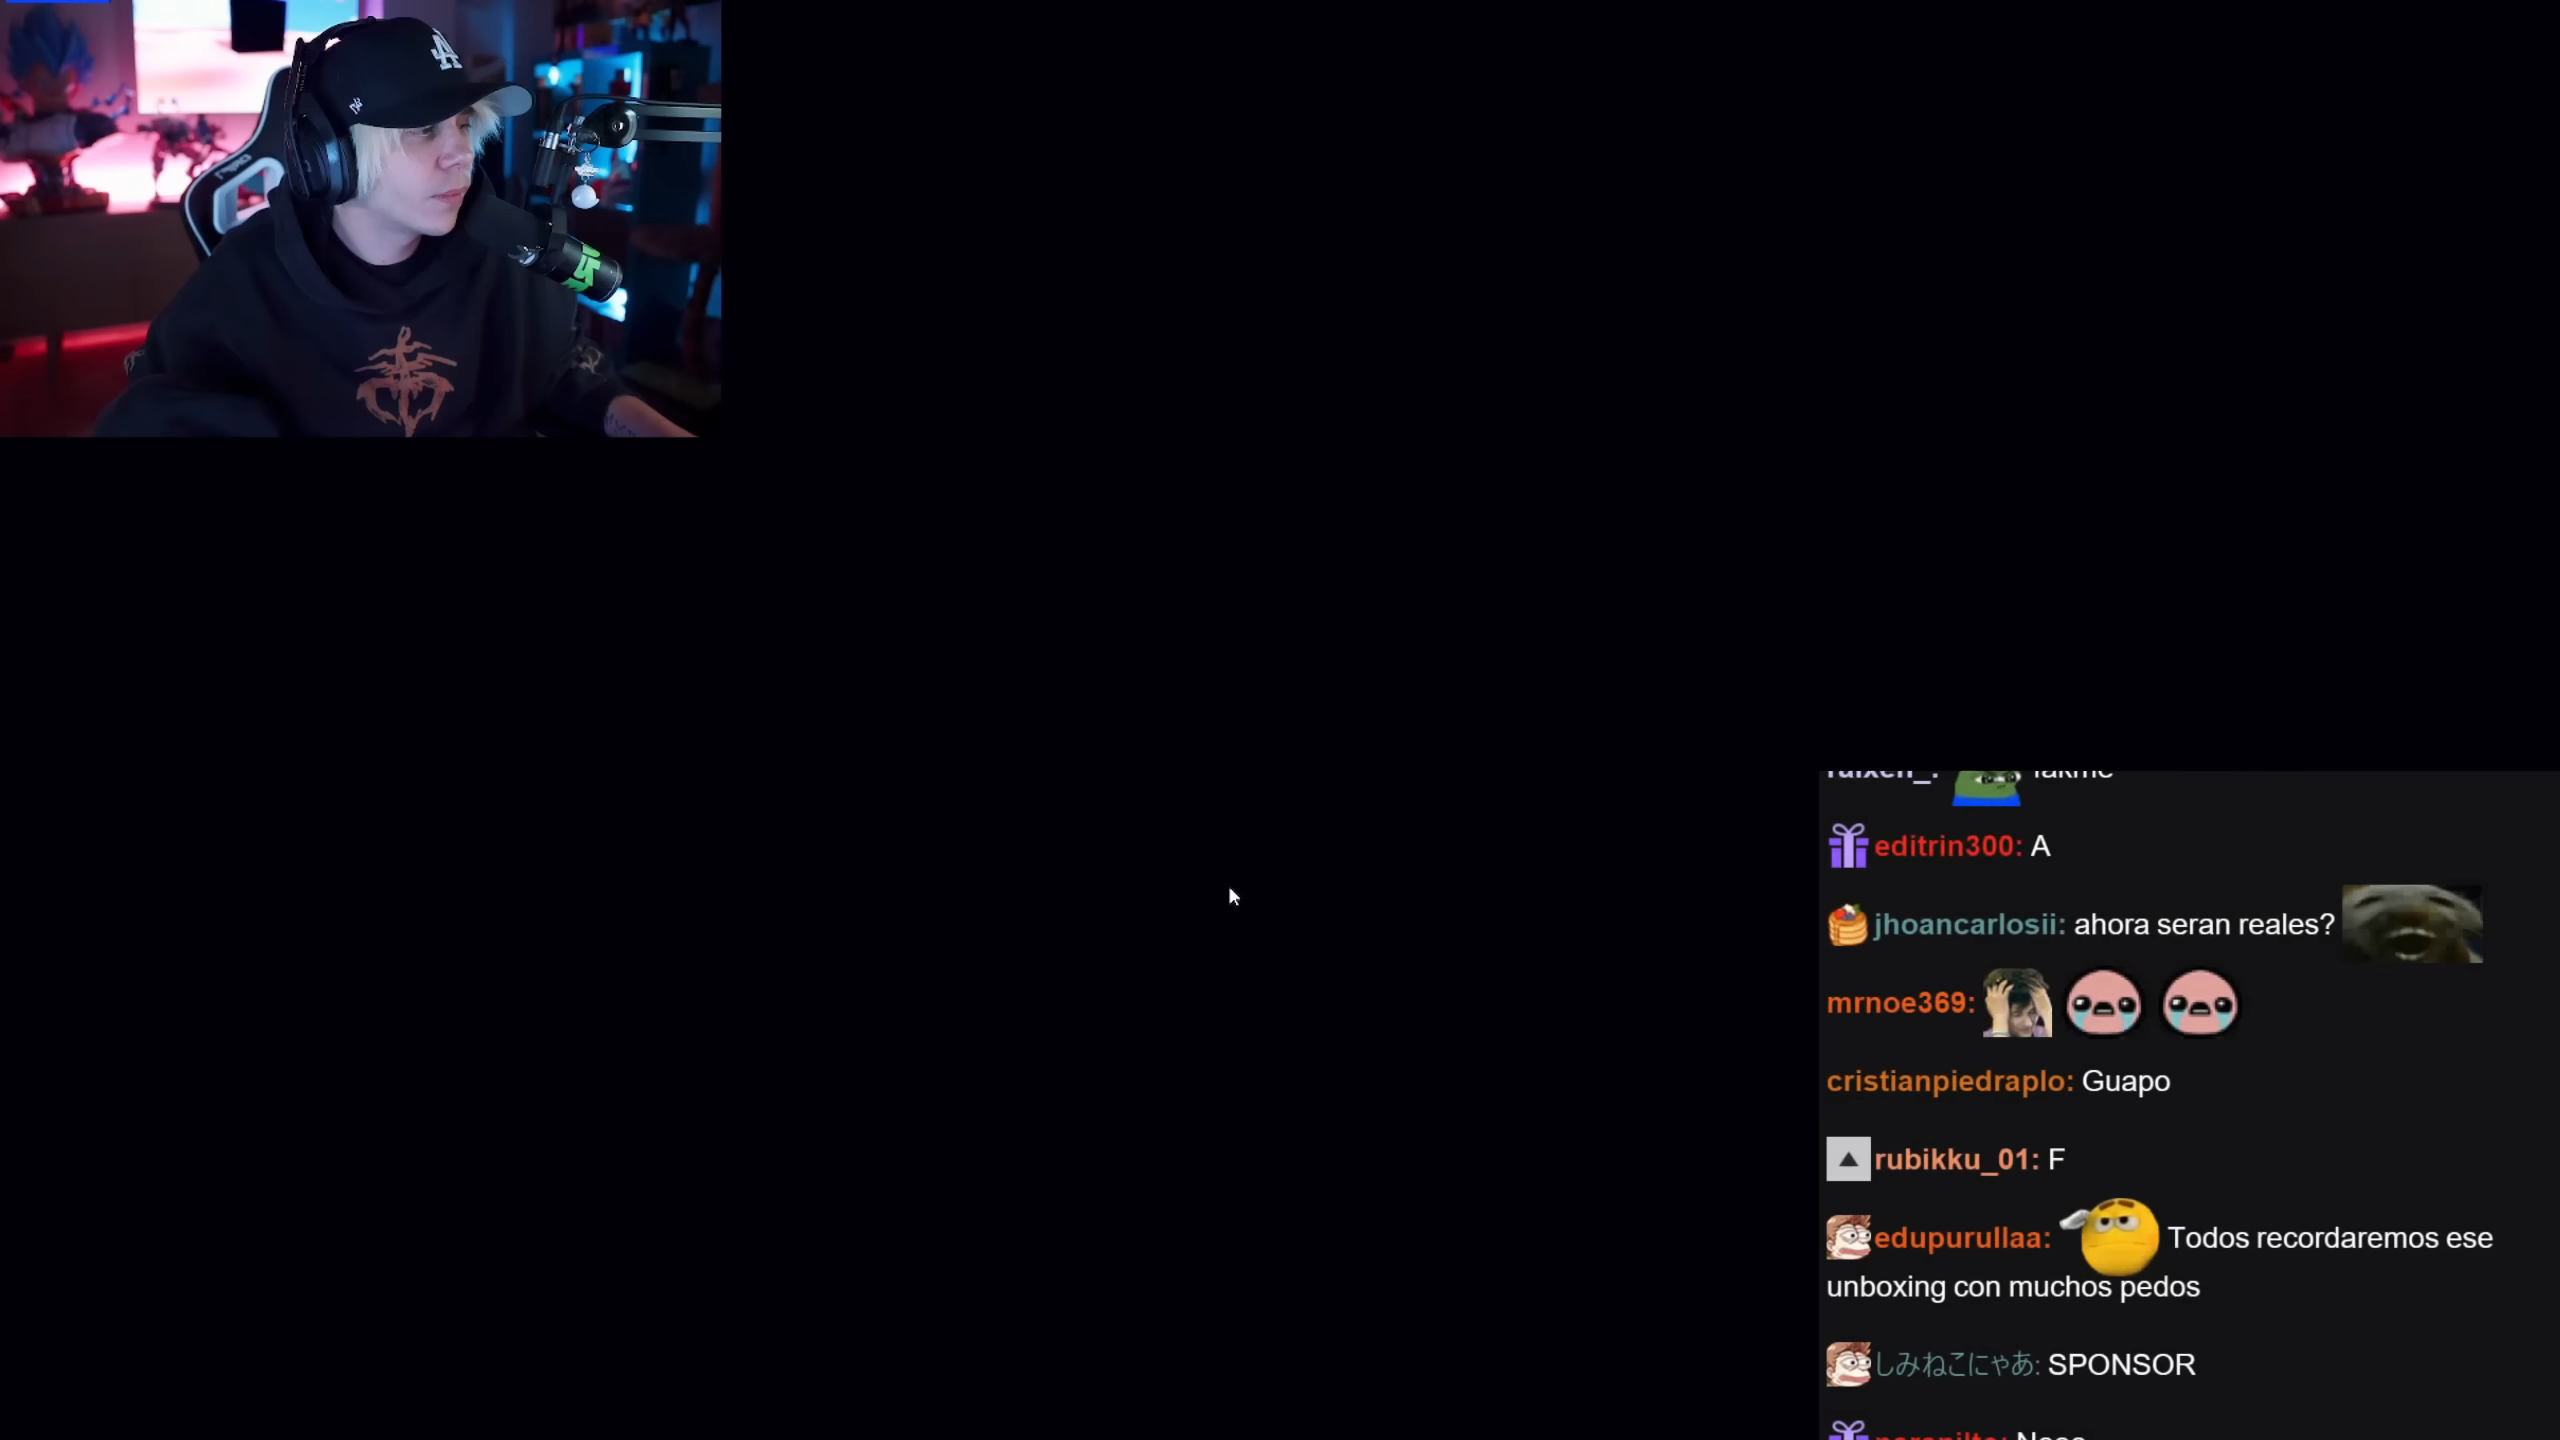 editrin300: A
jhoancarlosii: ahora seran reales?
mrnoe369:
cristianpiedraplo: Guapo
rubikku_01: F
edupurullaa: Todos recordaremos ese
unboxing con muchos pedos
しみねこにゃあ: SPONSOR